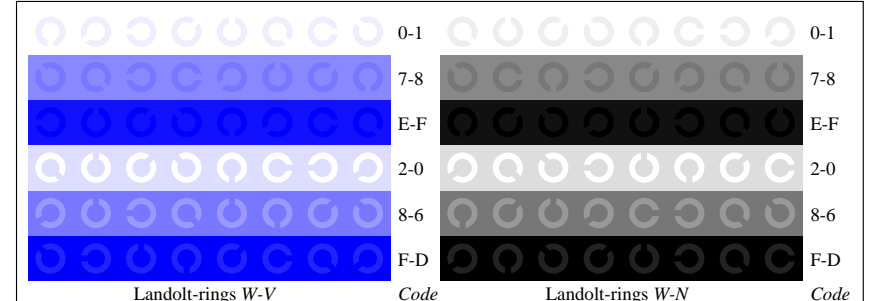 0-1 0-1
7-8 7-8
E-F E-F
2-0 2-0
8-6 8-6
F-D F-D
Landolt-rings W-V Code Landolt-rings W-N Code